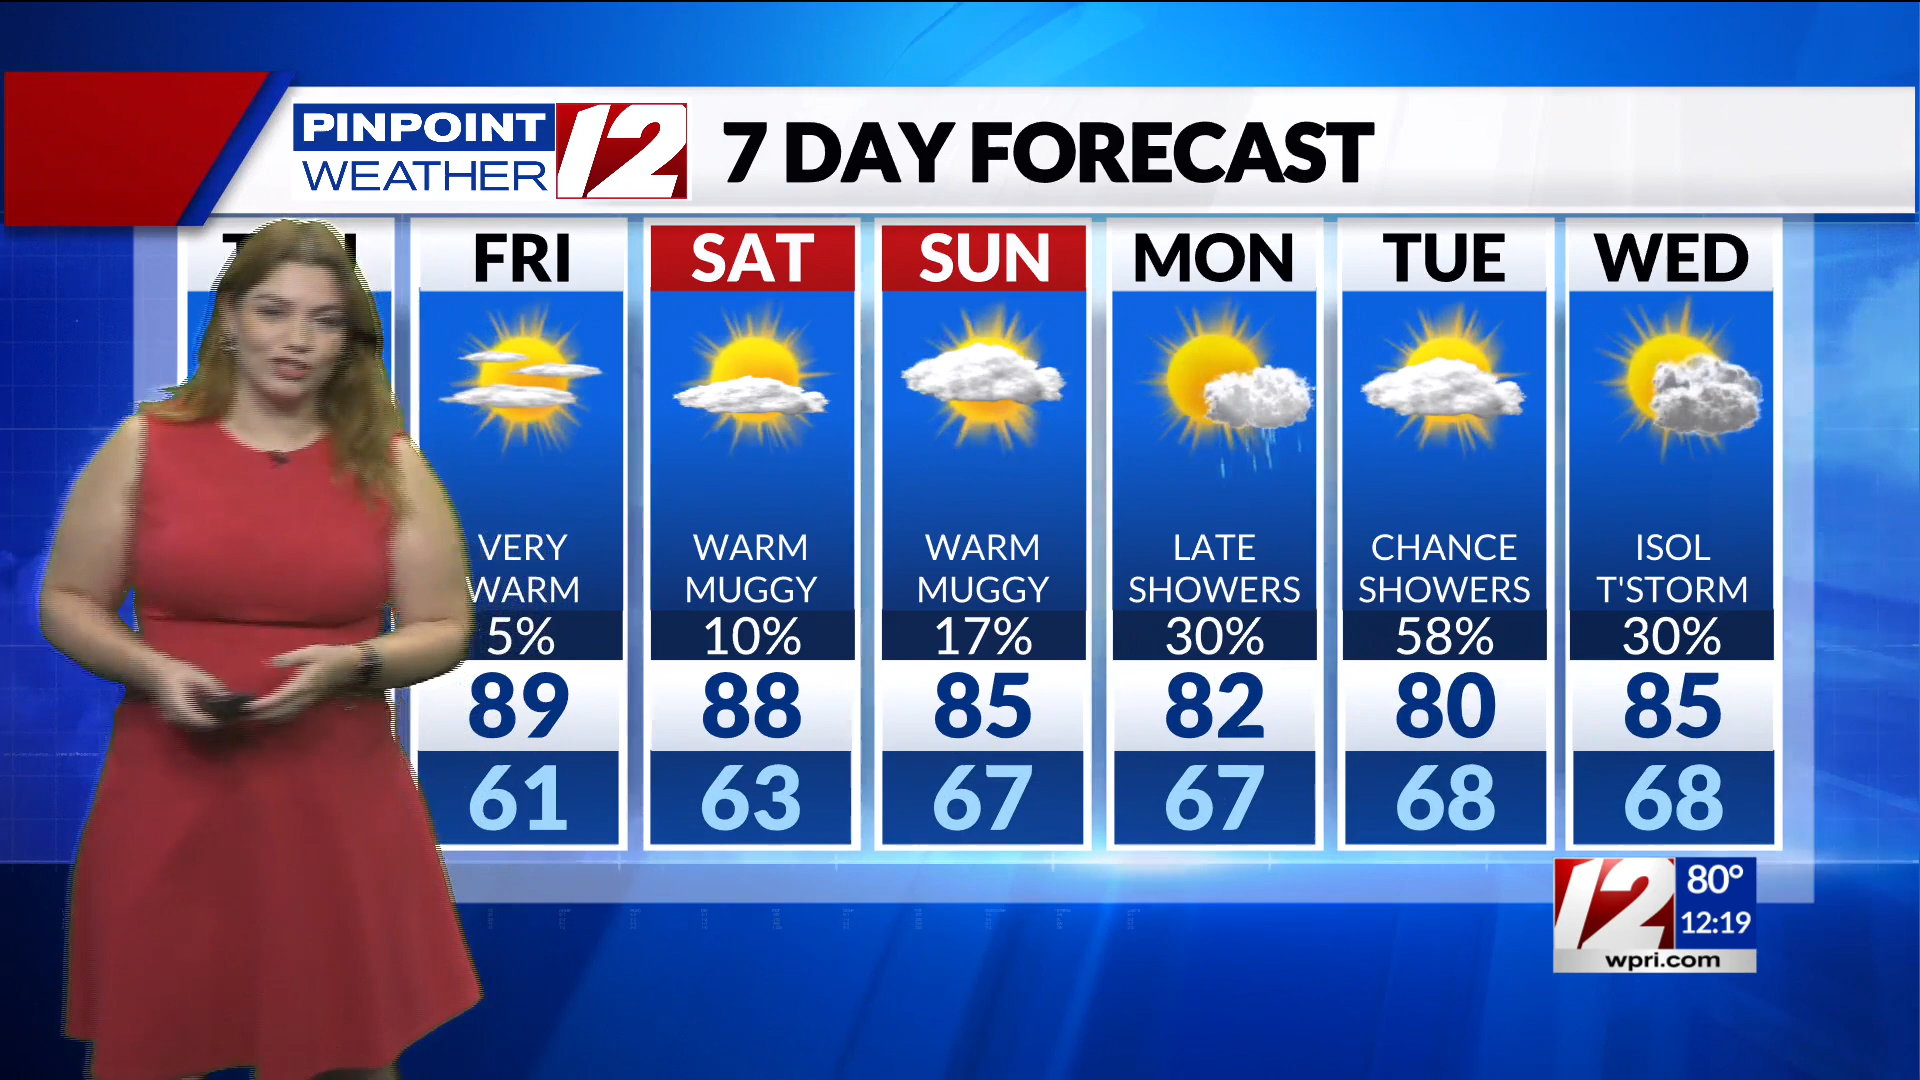 PINPOINT
WEATHER
12
7 DAY FORECAST
FRI
SAT
SUN
MON
TUE
WED
VERY
WARM
WARM
MUGGY
WARM
MUGGY
LATE
SHOWERS
CHANCE
SHOWERS
ISOL
T'STORM
5%
10%
17%
30%
58%
30%
89
88
85
82
80
85
61
63
67
67
68
68
12
80°
12:19
wpri.com